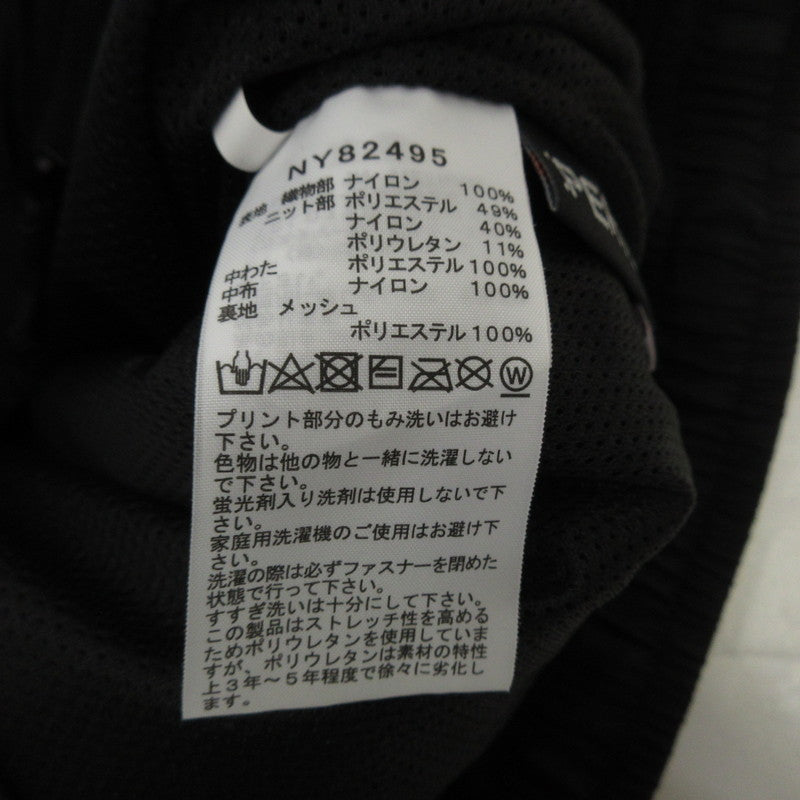 NY82495
表地 織物部 ナイロン 100%
ニット部 ポリエステル 49%
ナイロン 40%
ポリウレタン 11%
中わた ポリエステル 100%
中布 ナイロン 100%
裏地 メッシュ
ポリエステル 100%
W
プリント部分のもみ洗いはお避け
下さい。
色物は他の物と一緒に洗濯しない
で下さい。
蛍光剤入り洗剤は使用しないで下
さい。
家庭用洗濯機のご使用はお避け下
さい。
洗濯の際は必ずファスナーを閉めた
状態で行って下さい。
すすぎ洗いは十分にして下さい。
この製品はストレッチ性を高める
ためポリウレタンを使用していま
すが、ポリウレタンは素材の特性
上3年～5年程度で徐々に劣化し
ます。